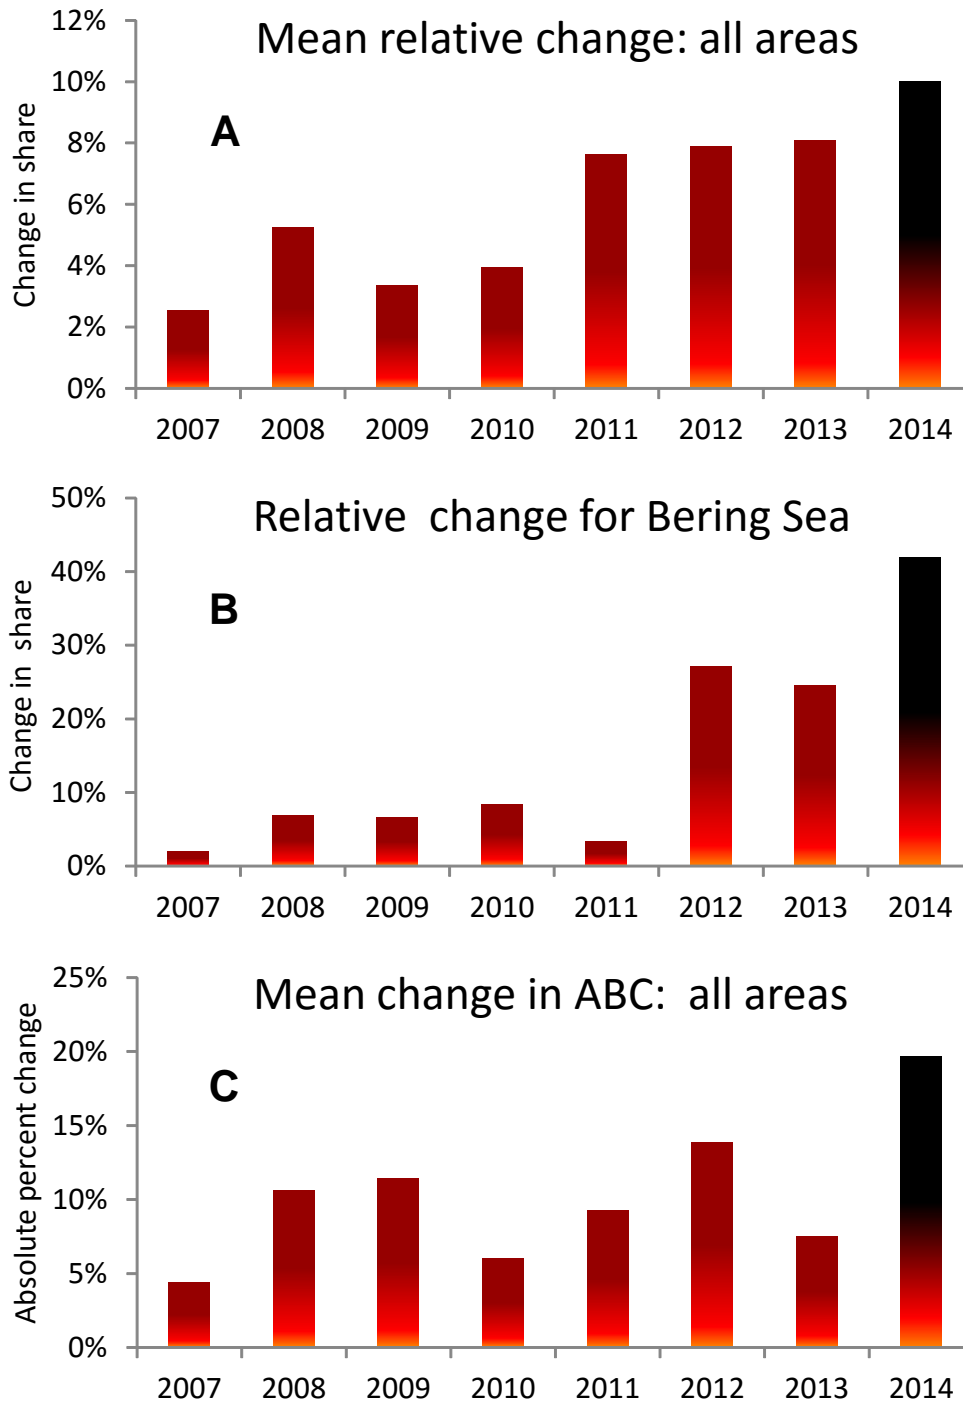 Mean relative change: all areas
A
Change in share
12%
10%
8%
6%
4%
2%
0%
2007 2008 2009 2010 2011 2012 2013 2014
Relative change for Bering Sea
B
Change in share
50%
40%
30%
20%
10%
0%
2007 2008 2009 2010 2011 2012 2013 2014
Mean change in ABC: all areas
C
Absolute percent change
25%
20%
15%
10%
5%
0%
2007 2008 2009 2010 2011 2012 2013 2014